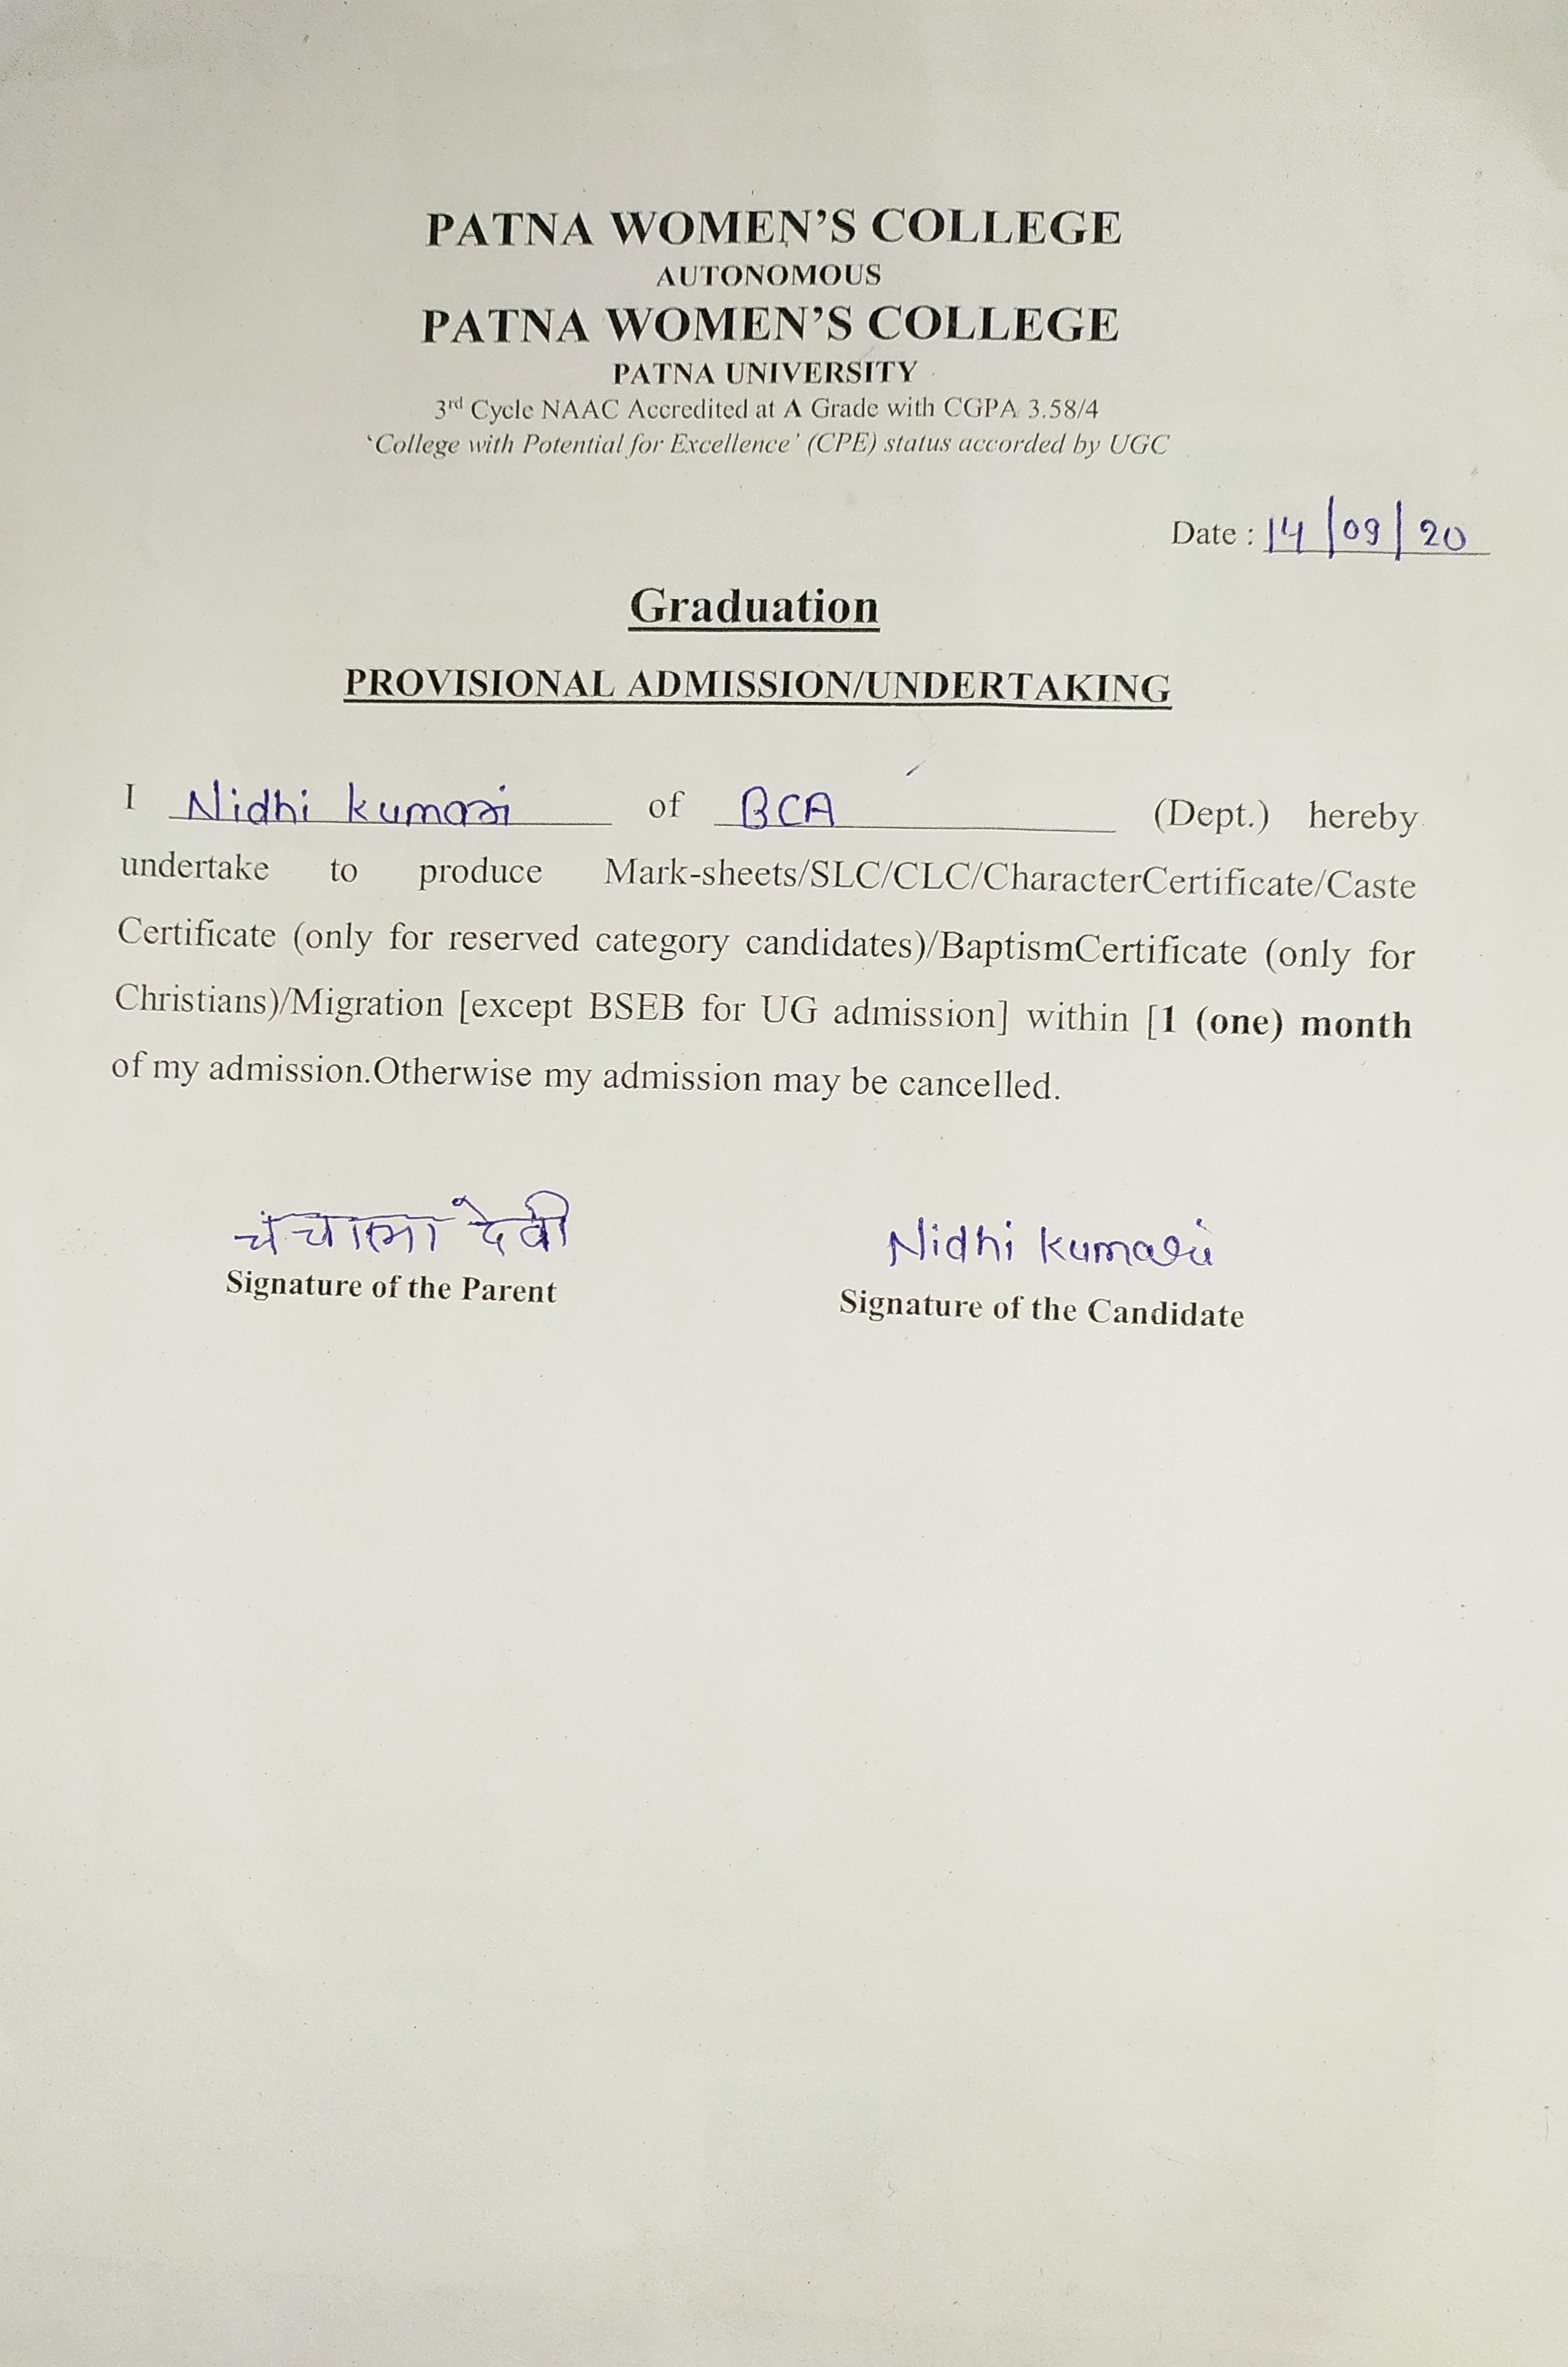 PATNA WOMEN'S COLLEGE
AUTONOMOUS
PATNA WOMEN'S COLLEGE
PATNA UNIVERSITY
3rd Cycle NAAC Accredited at A Grade with CGPA 3.58/4
'College with Potential for Excellence' (CPE) status accorded by UGC
Date : 14/09/20
Graduation
PROVISIONAL ADMISSION/UNDERTAKING
I Nidhi kumari of BCA (Dept.) hereby
undertake to produce Mark-sheets/SLC/CLC/CharacterCertificate/Caste
Certificate (only for reserved category candidates)/BaptismCertificate (only for
Christians)/Migration [except BSEB for UG admission] within [1 (one) month
of my admission.Otherwise my admission may be cancelled.
देवी Nidhi kumari
Signature of the Parent Signature of the Candidate